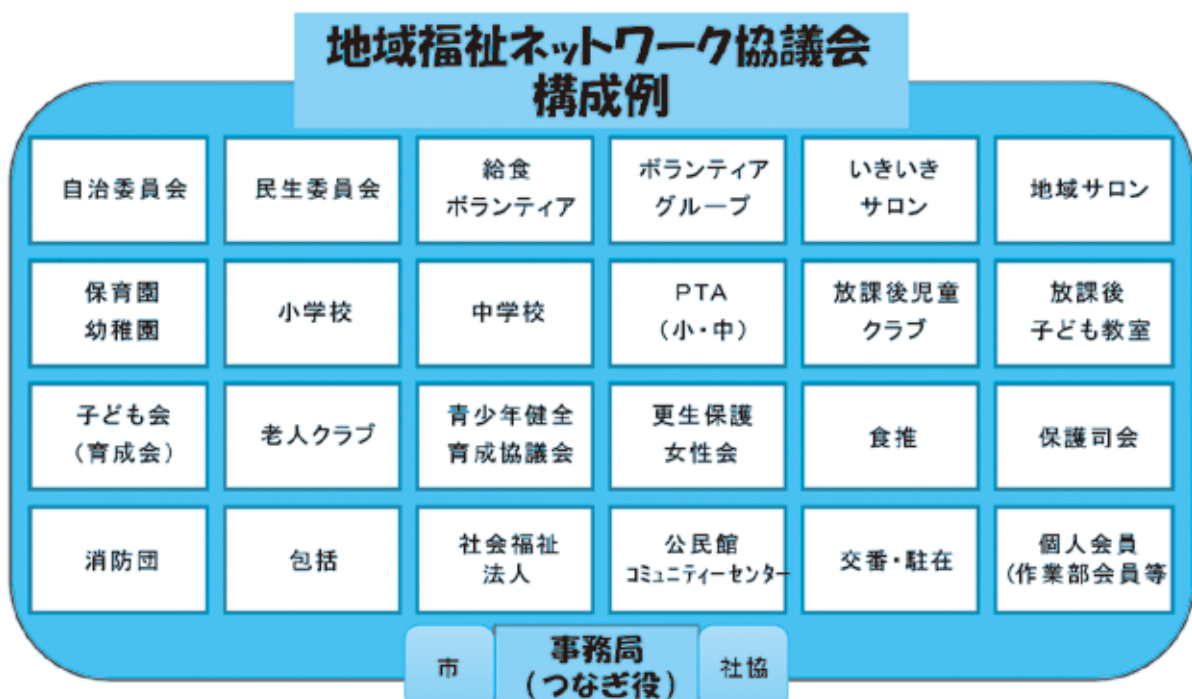 地域福祉ネットワーク協議会
構成例
自治委員会
民生委員会
給食
ボランティア
ボランティア
グループ
いきいき
サロン
地域サロン
保育園
幼稚園
小学校
中学校
PTA
(小・中)
放課後児童
クラブ
放課後
子ども教室
子ども会
(育成会)
老人クラブ
青少年健全
育成協議会
更生保護
女性会
食推
保護司会
消防団
包括
社会福祉
法人
公民館
コミュニティーセンター
交番・駐在
個人会員
(作業部会員等
市
事務局
(つなぎ役)
社協